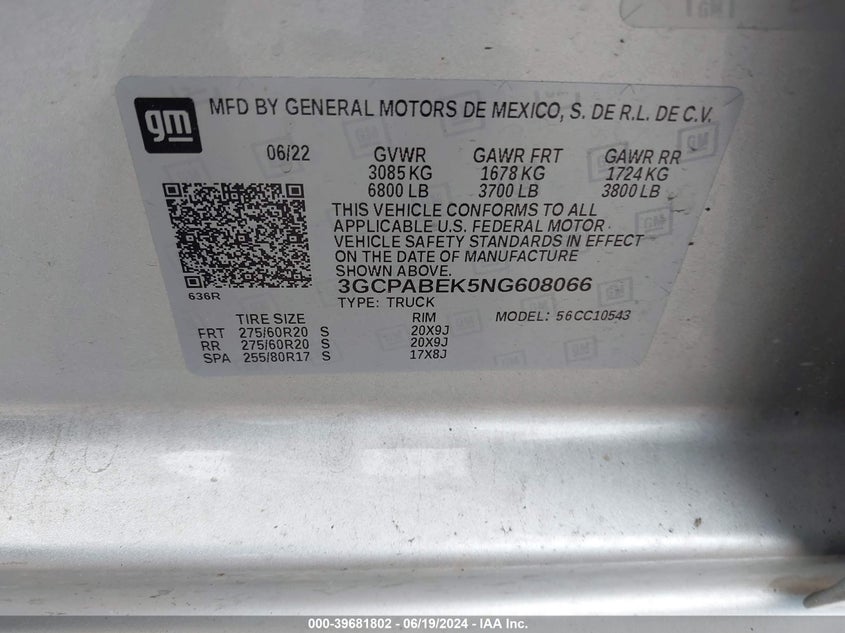 GM
gm
MFD BY GENERAL MOTORS DE MEXICO, S. DE R.L. DE C.V.
06/22 GVWR GAWR FRT GAWR RR
3085 KG 1678 KG 1724 KG
6800 LB 3700 LB 3800 LB
THIS VEHICLE CONFORMS TO ALL
APPLICABLE U.S. FEDERAL MOTOR
VEHICLE SAFETY STANDARDS IN EFFECT
ON THE DATE OF MANUFACTURE
SHOWN ABOVE.
3GCPABEK5NG608066
636R
TYPE: TRUCK
TIRE SIZE RIM MODEL: 56CC10543
FRT 275/60R20 S 20X9J
RR 275/60R20 S 20X9J
SPA 255/80R17 S 17X8J
000-39681802 - 06/19/2024 - IAA Inc.